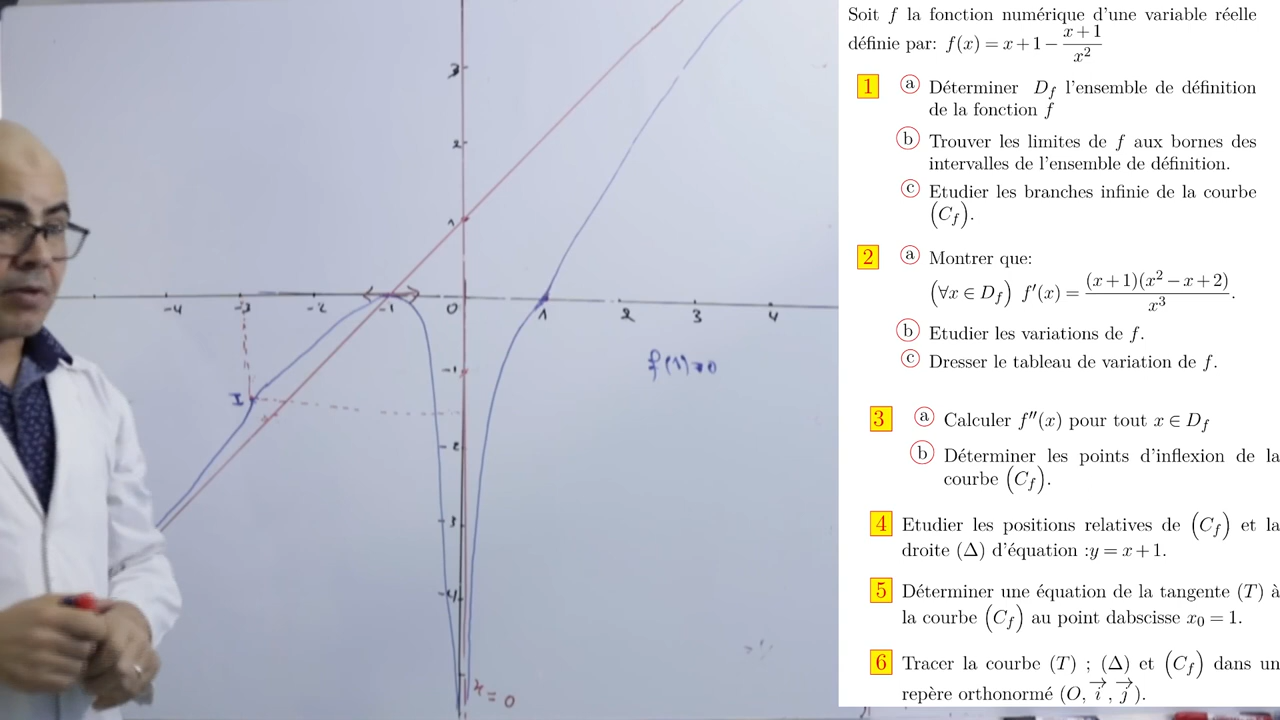 3
2
1
-4 -3 -2 -1 0 1 2 3 4
f(1)=0
-1
I
-2
-3
-4
x=0
Soit f la fonction numérique d'une variable réelle
définie par: f(x) = x+1− (x+1)/x²
1 a Déterminer D_f l'ensemble de définition
de la fonction f
b Trouver les limites de f aux bornes des
intervalles de l'ensemble de définition.
c Etudier les branches infinie de la courbe
(C_f).
2 a Montrer que:
(∀x ∈ D_f) f′(x) = (x+1)(x²−x+2)/x³.
b Etudier les variations de f.
c Dresser le tableau de variation de f.
3 a Calculer f″(x) pour tout x ∈ D_f
b Déterminer les points d'inflexion de la
courbe (C_f).
4 Etudier les positions relatives de (C_f) et la
droite (Δ) d'équation :y = x+1.
5 Déterminer une équation de la tangente (T) à
la courbe (C_f) au point dabscisse x₀ = 1.
6 Tracer la courbe (T) ; (Δ) et (C_f) dans un
repère orthonormé (O, i⃗, j⃗).